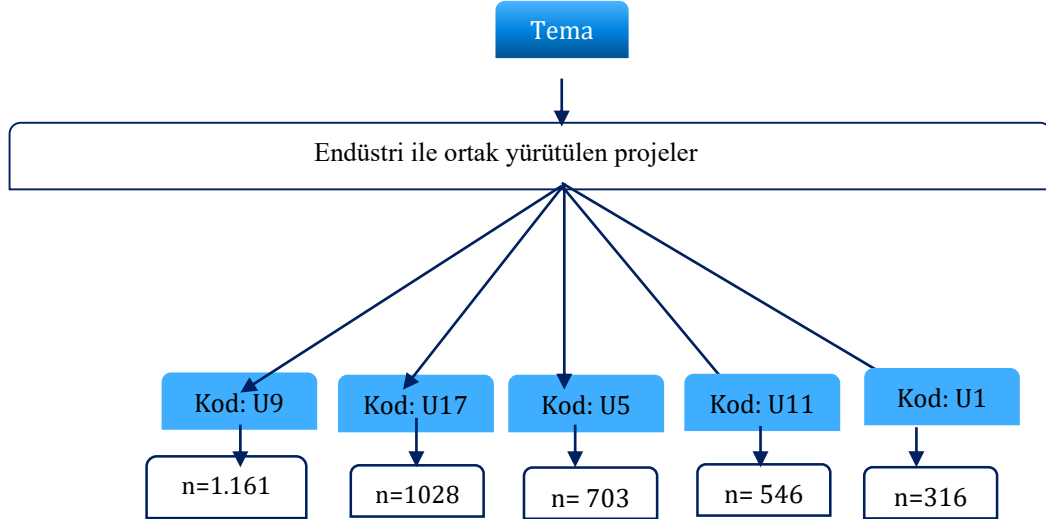 Tema
Endüstri ile ortak yürütülen projeler
Kod: U9
Kod: U17
Kod: U5
Kod: U11
Kod: U1
n=1.161
n=1028
n= 703
n= 546
n=316